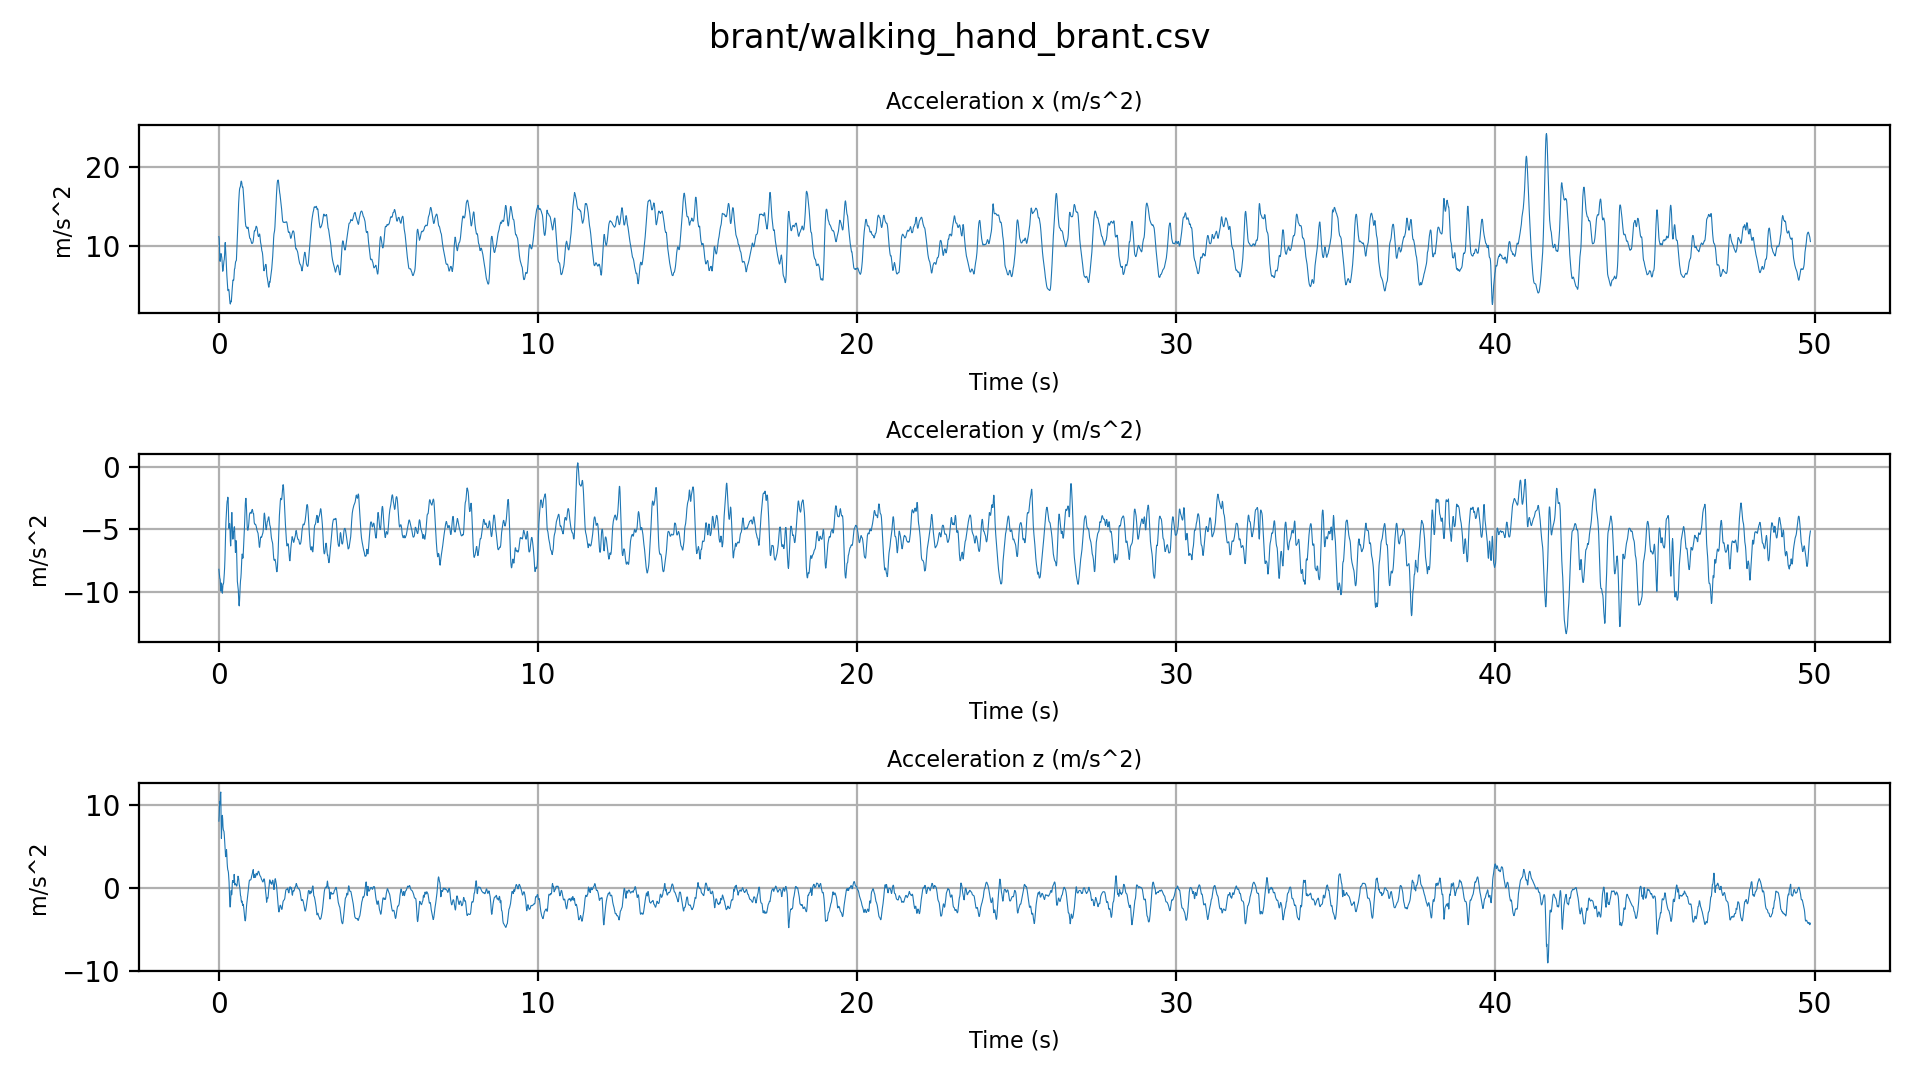 brant/walking_hand_brant.csv
Acceleration x (m/s^2)
m/s^2
20
10
0 10 20 30 40 50
Time (s)
Acceleration y (m/s^2)
m/s^2
0
−5
−10
0 10 20 30 40 50
Time (s)
Acceleration z (m/s^2)
m/s^2
10
0
−10
0 10 20 30 40 50
Time (s)